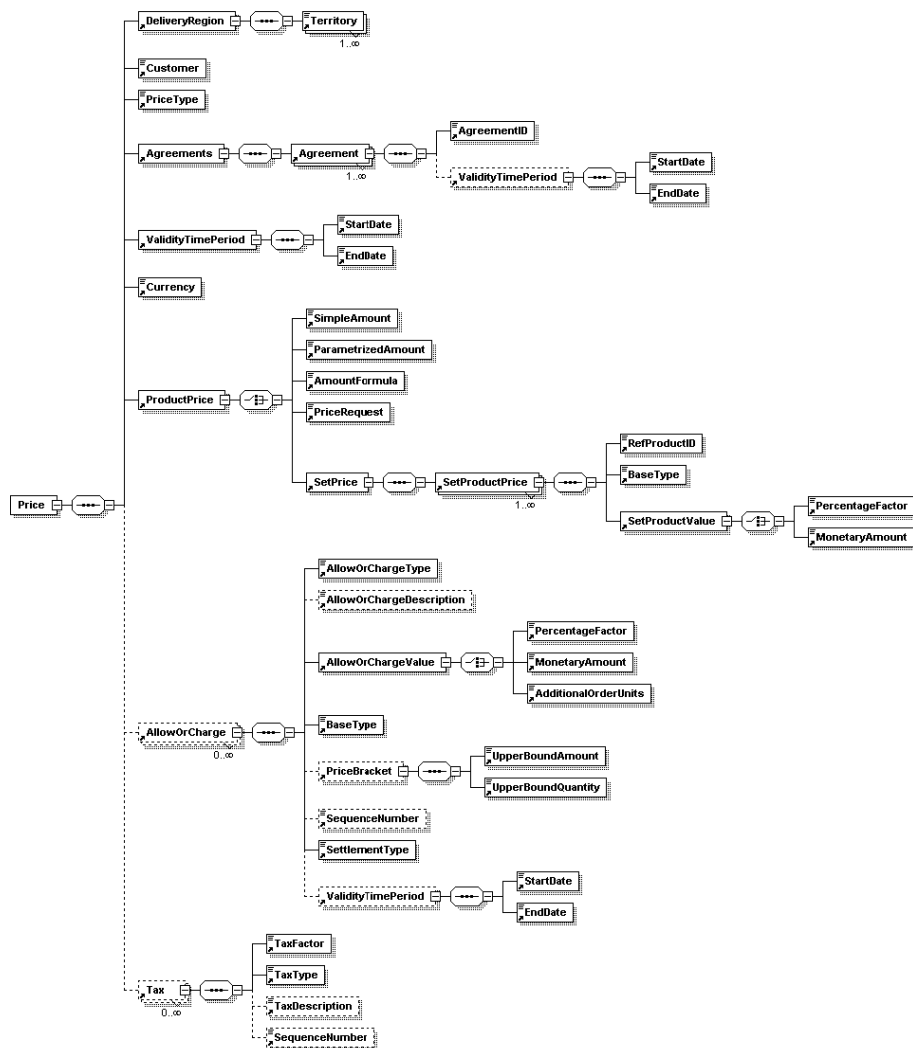 DeliveryRegion
Territory
1..∞
Customer
PriceType
AgreementID
Agreements
Agreement
1..∞
ValidityTimePeriod
StartDate
EndDate
ValidityTimePeriod
StartDate
EndDate
Currency
SimpleAmount
ParametrizedAmount
AmountFormula
ProductPrice
PriceRequest
RefProductID
BaseType
SetPrice
SetProductPrice
1..∞
SetProductValue
PercentageFactor
MonetaryAmount
Price
AllowOrChargeType
AllowOrChargeDescription
PercentageFactor
AllowOrChargeValue
MonetaryAmount
AdditionalOrderUnits
BaseType
AllowOrCharge
0..∞
UpperBoundAmount
PriceBracket
UpperBoundQuantity
SequenceNumber
SettlementType
StartDate
ValidityTimePeriod
EndDate
TaxFactor
TaxType
Tax
0..∞
TaxDescription
SequenceNumber